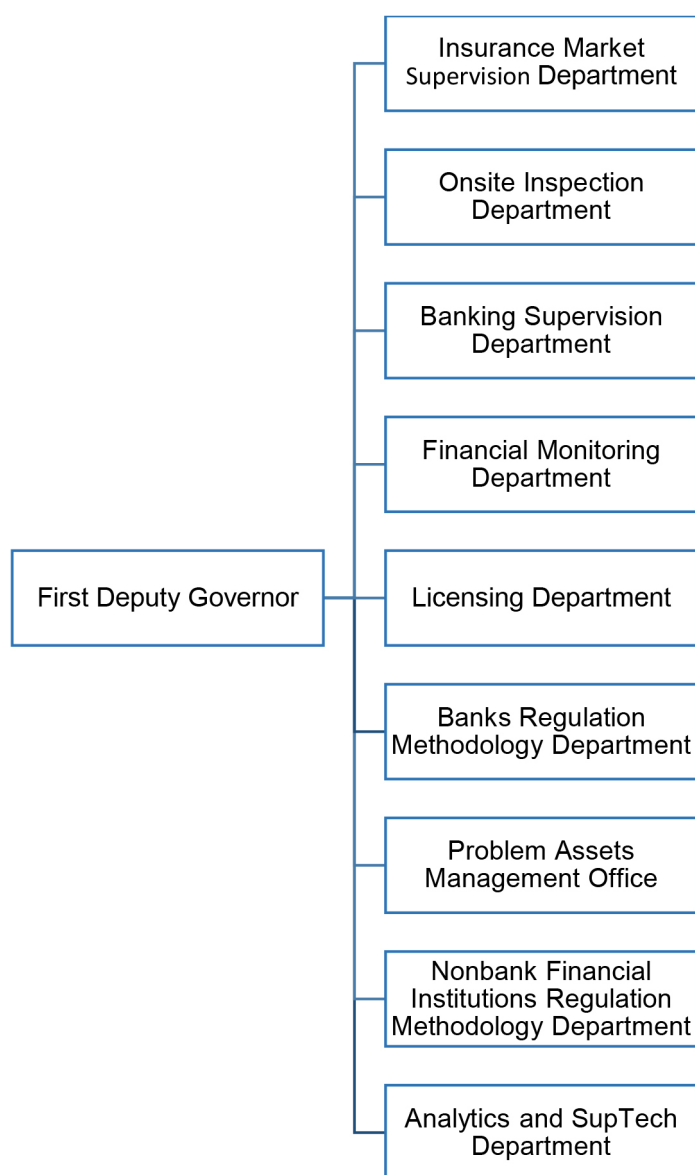 Insurance Market
Supervision Department
Onsite Inspection
Department
Banking Supervision
Department
Financial Monitoring
Department
First Deputy Governor
Licensing Department
Banks Regulation
Methodology Department
Problem Assets
Management Office
Nonbank Financial
Institutions Regulation
Methodology Department
Analytics and SupTech
Department